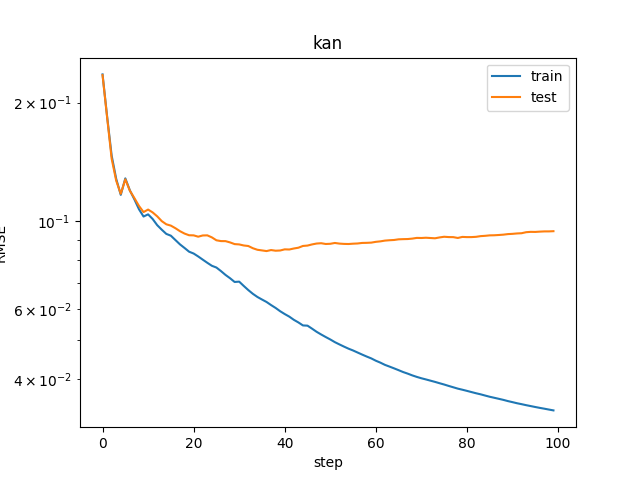 kan
train
test
2 × 10⁻¹
10⁻¹
6 × 10⁻²
4 × 10⁻²
RMSE
0 20 40 60 80 100
step